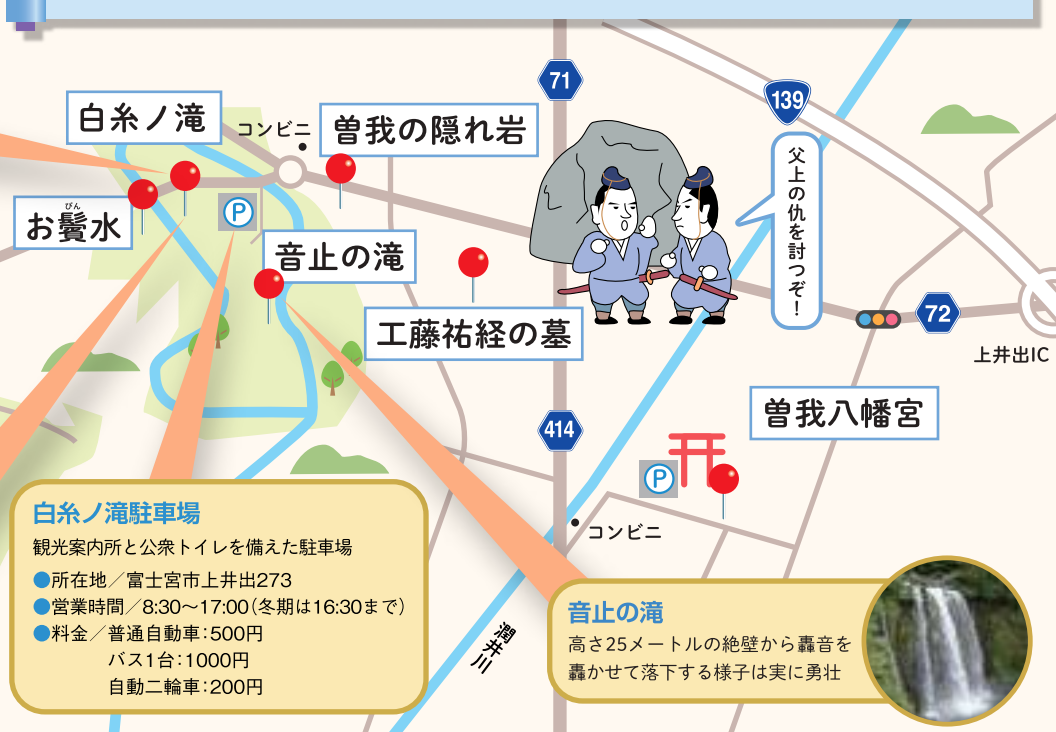 71
139
白糸ノ滝
コンビニ
曽我の隠れ岩
父上の仇を討つぞ！
P
びん
お鬢水
音止の滝
工藤祐経の墓
72
上井出IC
曽我八幡宮
414
P
コンビニ
白糸ノ滝駐車場
観光案内所と公衆トイレを備えた駐車場
●所在地／富士宮市上井出273
●営業時間／8:30〜17:00（冬期は16:30まで）
●料金／普通自動車：500円
バス1台：1000円
自動二輪車：200円
潤井川
音止の滝
高さ25メートルの絶壁から轟音を
轟かせて落下する様子は実に勇壮